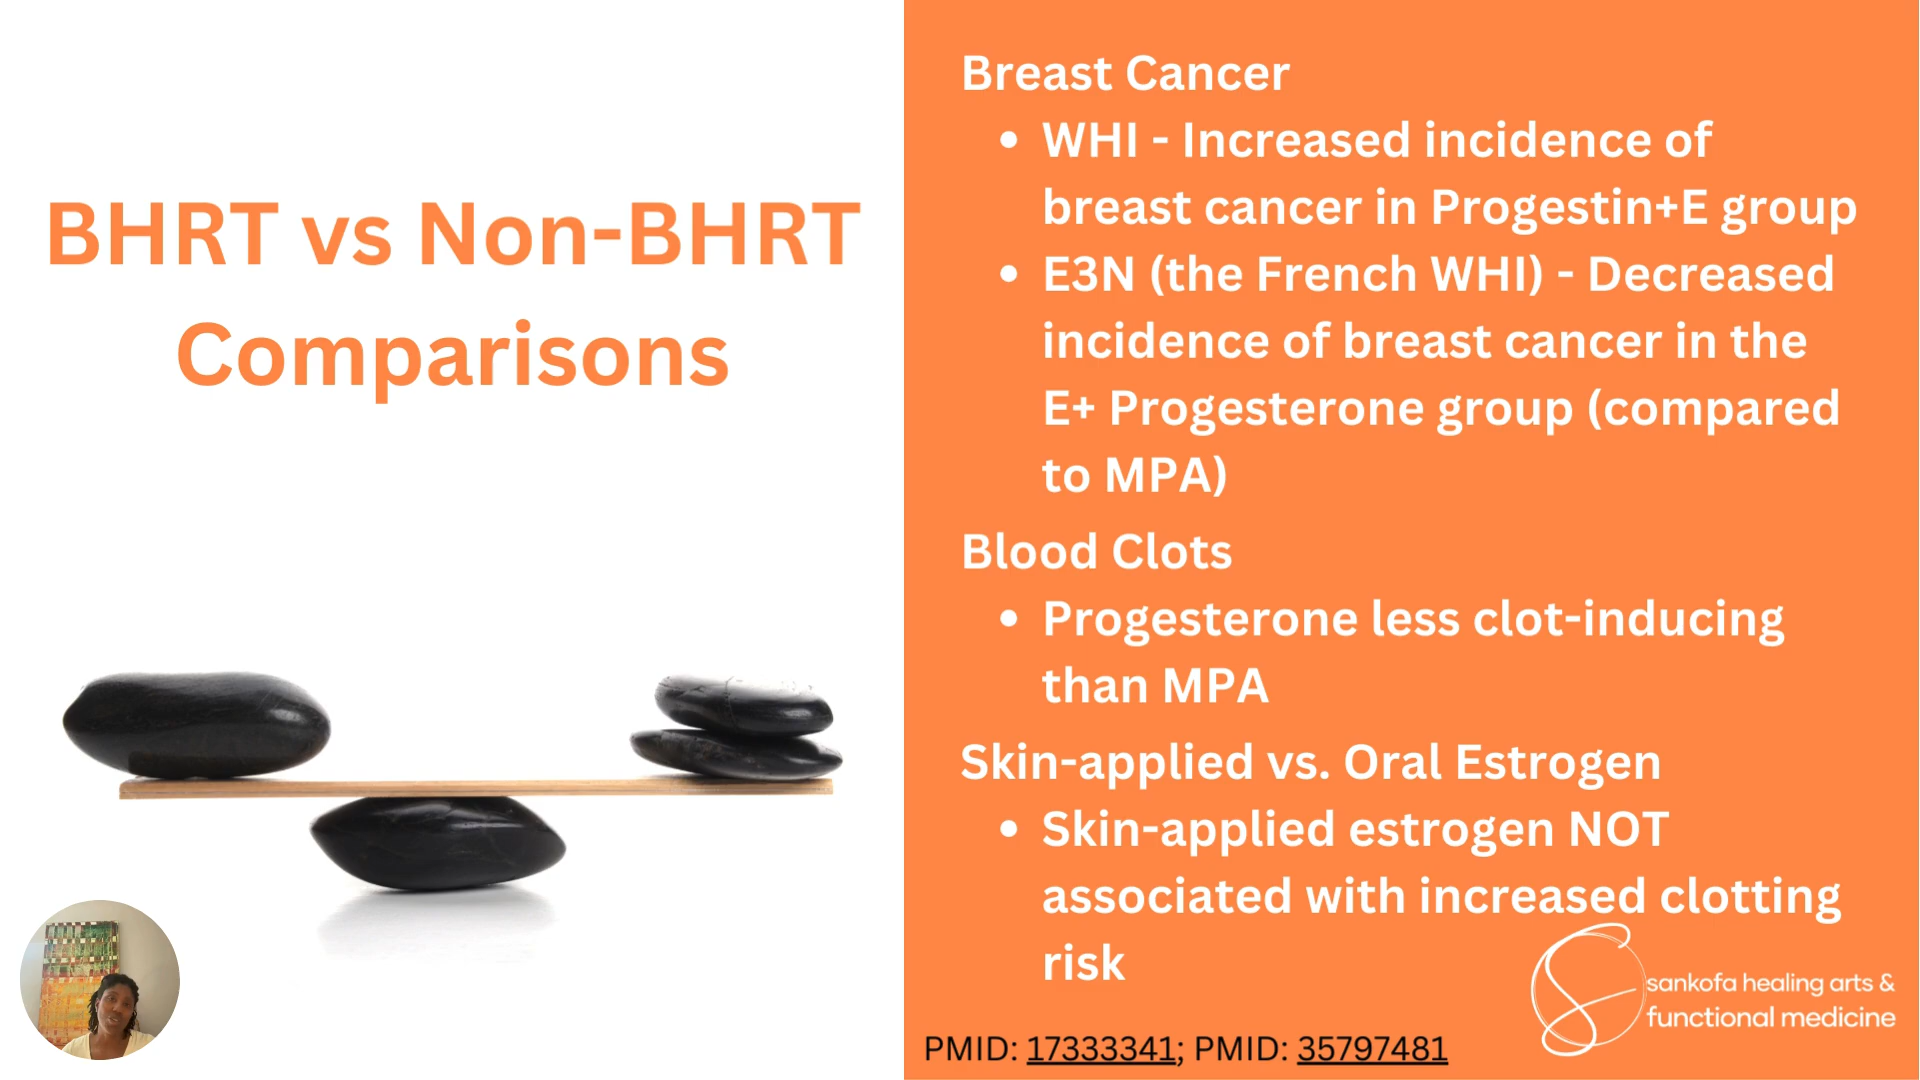 BHRT vs Non-BHRT
Comparisons
Breast Cancer
• WHI - Increased incidence of
breast cancer in Progestin+E group
• E3N (the French WHI) - Decreased
incidence of breast cancer in the
E+ Progesterone group (compared
to MPA)
Blood Clots
• Progesterone less clot-inducing
than MPA
Skin-applied vs. Oral Estrogen
• Skin-applied estrogen NOT
associated with increased clotting
risk
sankofa healing arts &
functional medicine
PMID: 17333341; PMID: 35797481